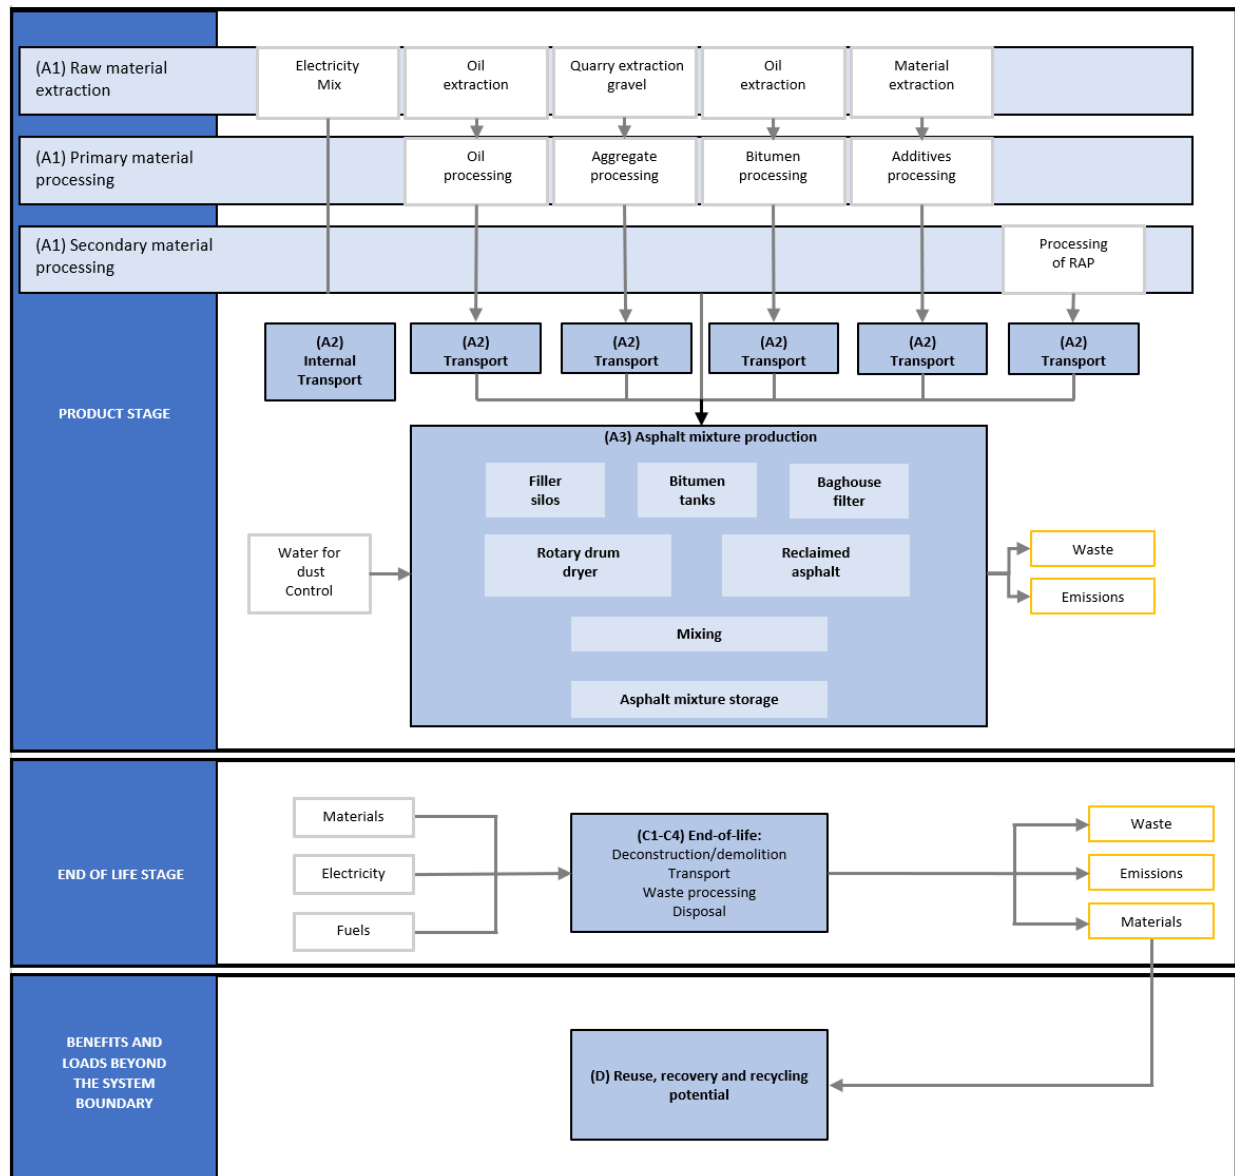 (A1) Raw material
extraction
Electricity
Mix
Oil
extraction
Quarry extraction
gravel
Oil
extraction
Material
extraction
(A1) Primary material
processing
Oil
processing
Aggregate
processing
Bitumen
processing
Additives
processing
(A1) Secondary material
processing
Processing
of RAP
(A2)
Internal
Transport
(A2)
Transport
(A2)
Transport
(A2)
Transport
(A2)
Transport
(A2)
Transport
PRODUCT STAGE
(A3) Asphalt mixture production
Filler
silos
Bitumen
tanks
Baghouse
filter
Water for
dust
Control
Rotary drum
dryer
Reclaimed
asphalt
Waste
Emissions
Mixing
Asphalt mixture storage
END OF LIFE STAGE
Materials
Electricity
Fuels
(C1-C4) End-of-life:
Deconstruction/demolition
Transport
Waste processing
Disposal
Waste
Emissions
Materials
BENEFITS AND
LOADS BEYOND
THE SYSTEM
BOUNDARY
(D) Reuse, recovery and recycling
potential